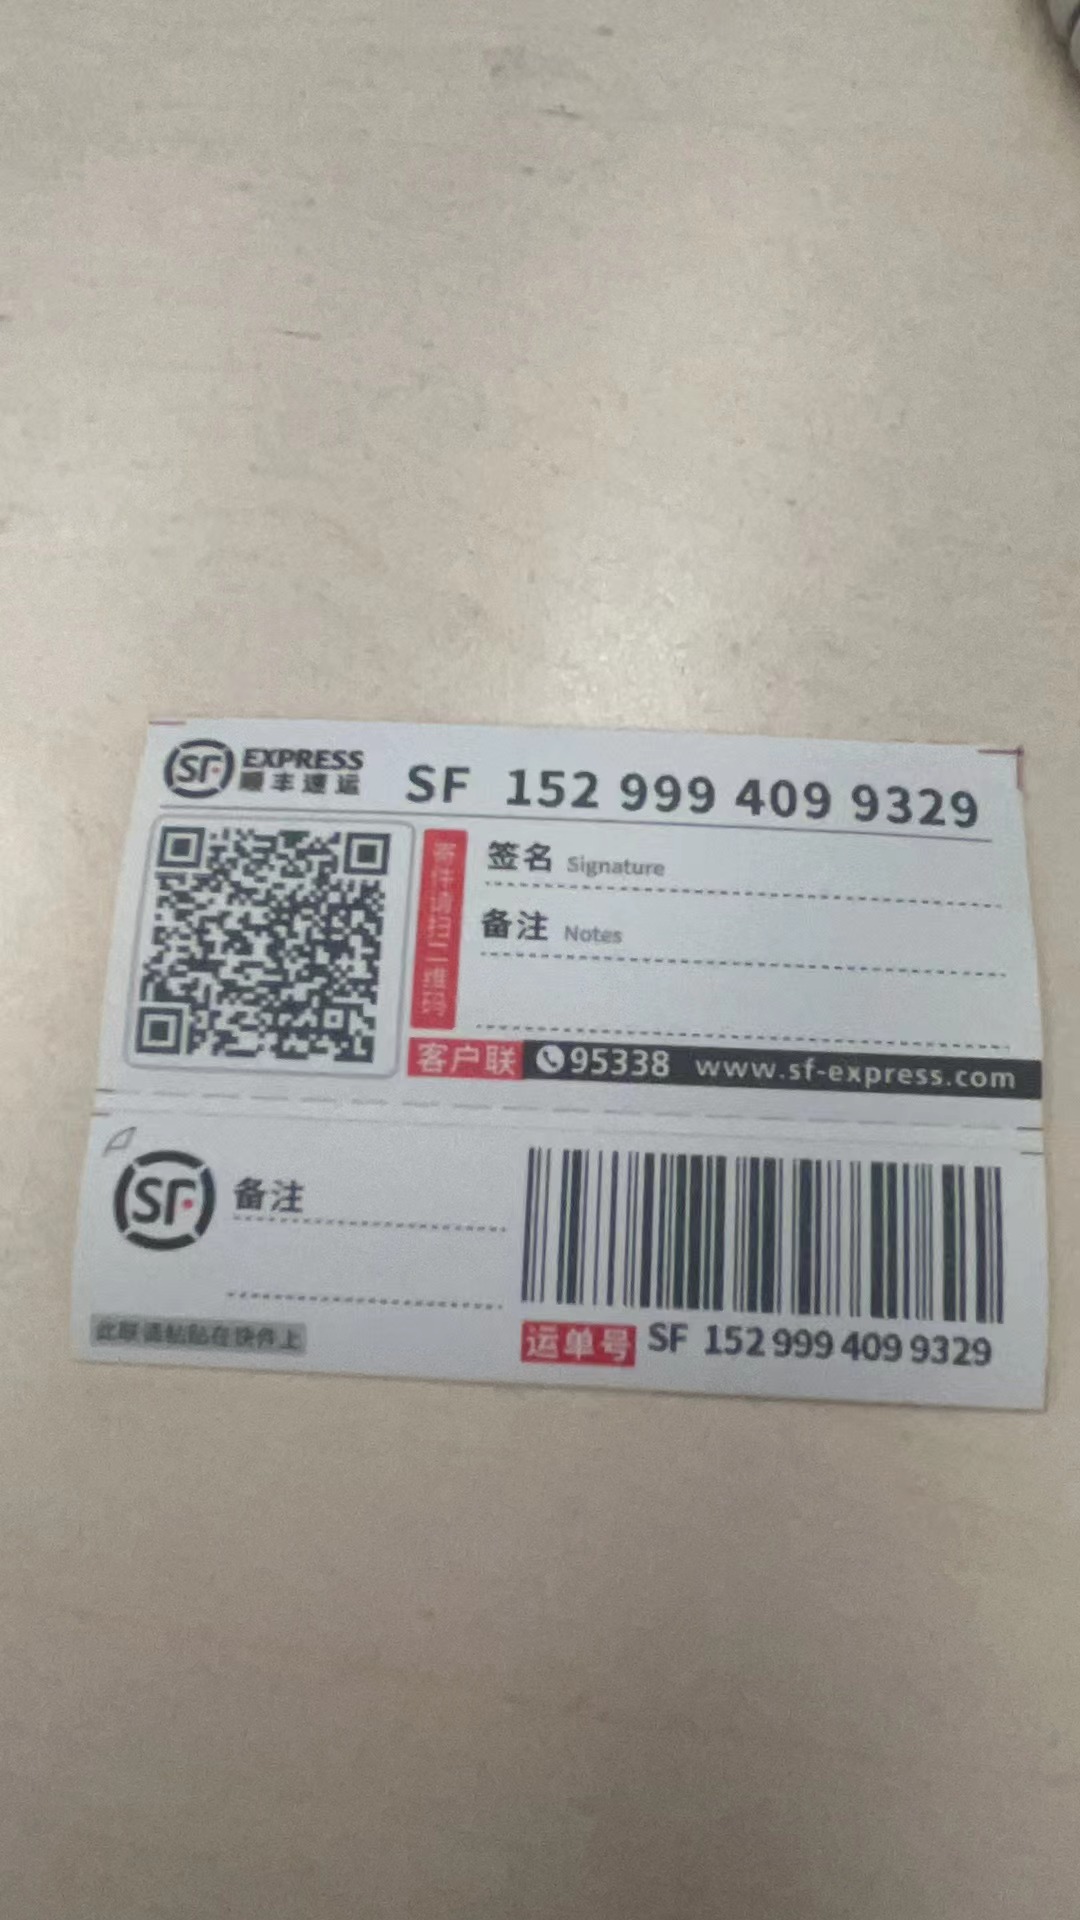 SF EXPRESS
顺丰速运
SF 152 999 409 9329
寄件请扫二维码
签名 Signature
备注 Notes
客户联 95338 www.sf-express.com
SF 备注
此联请粘贴在快件上
运单号 SF 152 999 409 9329